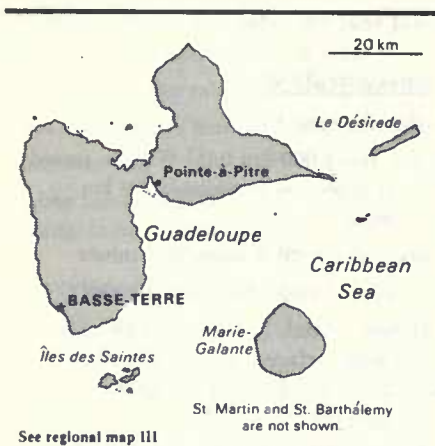 20 km
Le Désirede
Pointe-à-Pitre
Guadeloupe
Caribbean
Sea
BASSE-TERRE
Marie-
Galante
Îles des Saintes
St. Martin and St. Barthálemy
are not shown
See regional map III